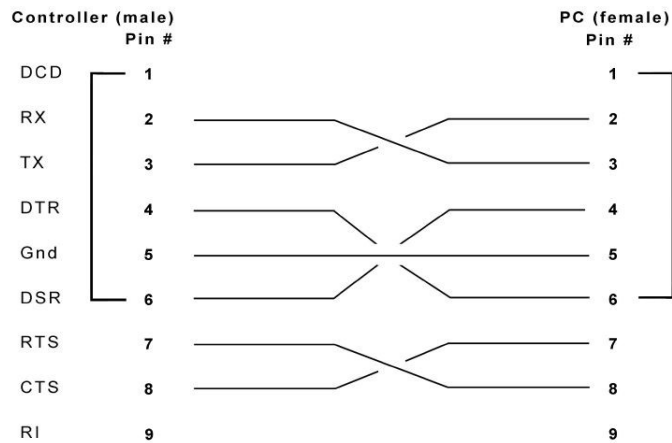 Controller (male) PC (female)
Pin # Pin #
DCD 1 1
RX 2 2
TX 3 3
DTR 4 4
Gnd 5 5
DSR 6 6
RTS 7 7
CTS 8 8
RI 9 9